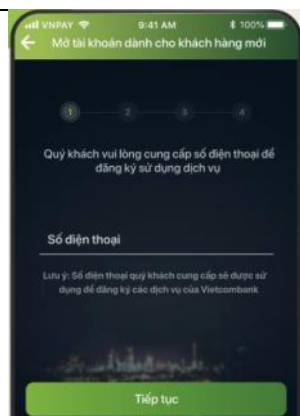 VNPAY 9:41 AM 100%
Mở tài khoản dành cho khách hàng mới
1 2 3 4
Quý khách vui lòng cung cấp số điện thoại để
đăng ký sử dụng dịch vụ
Số điện thoại
Lưu ý: Số điện thoại quý khách cung cấp sẽ được sử
dụng để đăng ký các dịch vụ của Vietcombank
Tiếp tục